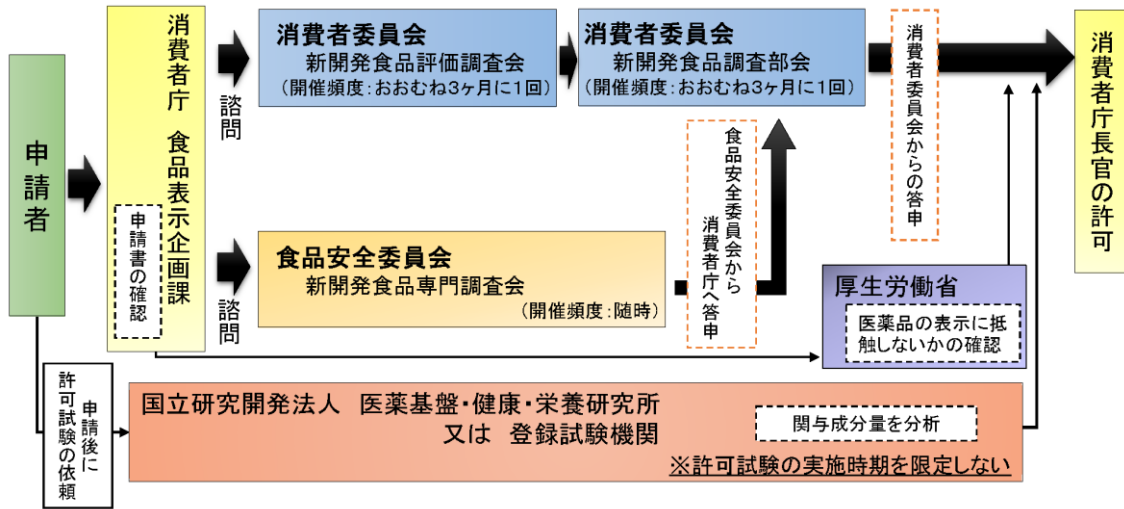 申請者
消費者庁 食品表示企画課
申請書の確認
諮問
消費者委員会
新開発食品評価調査会
(開催頻度:おおむね3ヶ月に1回)
消費者委員会
新開発食品調査部会
(開催頻度:おおむね3ヶ月に1回)
消費者委員会からの答申
消費者庁長官の許可
諮問
食品安全委員会
新開発食品専門調査会
(開催頻度:随時)
食品安全委員会から
消費者庁へ答申
厚生労働省
医薬品の表示に抵
触しないかの確認
申請後に
許可試験の依頼
国立研究開発法人 医薬基盤・健康・栄養研究所
又は 登録試験機関
関与成分量を分析
※許可試験の実施時期を限定しない